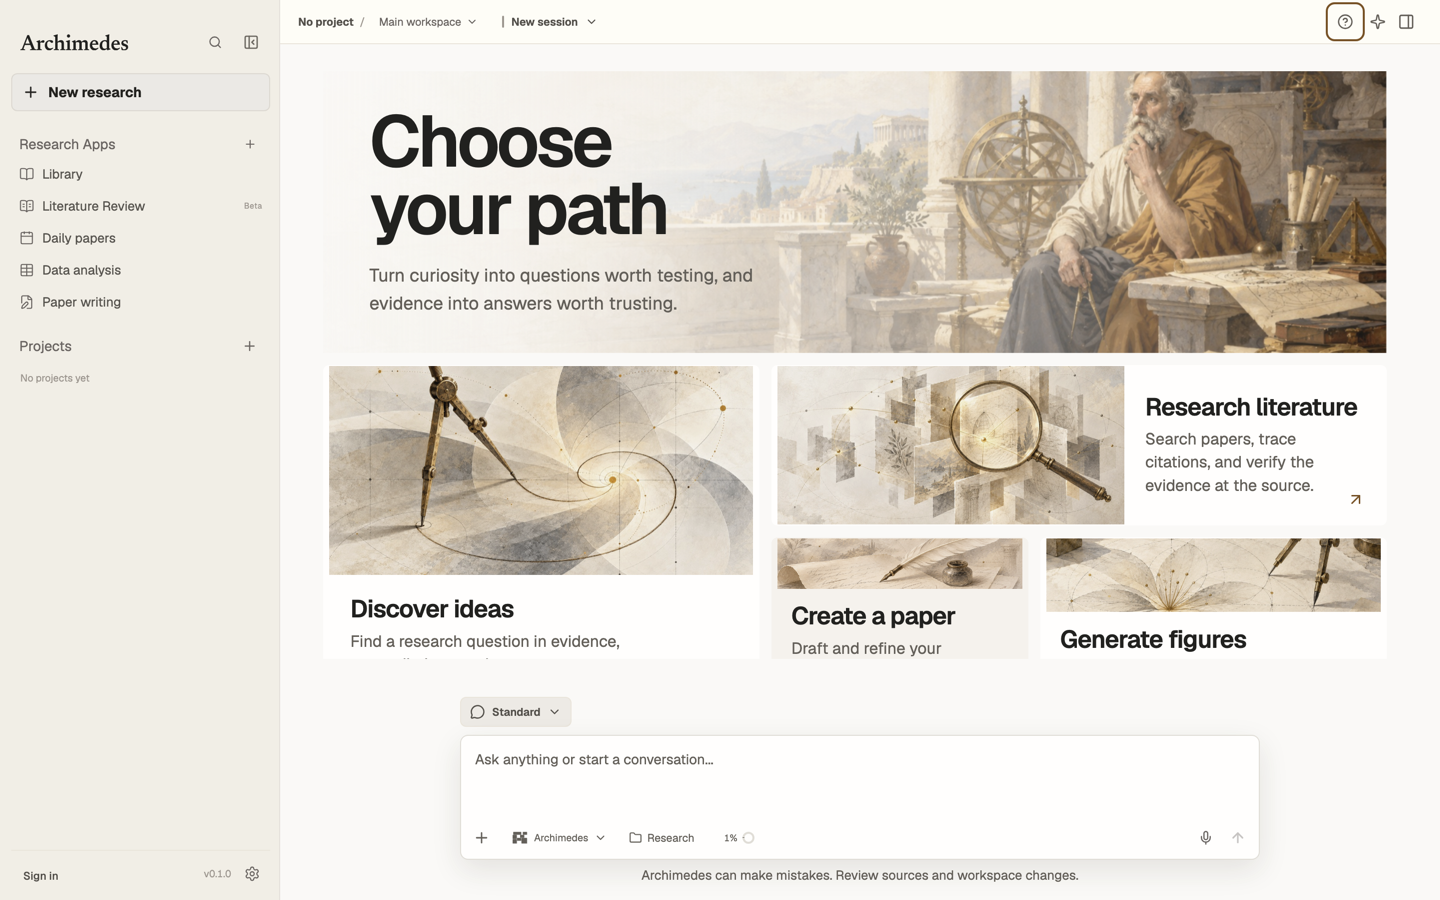 Archimedes
New research
Research Apps
Library
Literature Review
Beta
Daily papers
Data analysis
Paper writing
Projects
No projects yet
Sign in
v0.1.0
No project / Main workspace
New session
Choose
your path
Turn curiosity into questions worth testing, and
evidence into answers worth trusting.
Discover ideas
Find a research question in evidence,
Research literature
Search papers, trace
citations, and verify the
evidence at the source.
Create a paper
Draft and refine your
Generate figures
Standard
Ask anything or start a conversation...
Archimedes
Research
1%
Archimedes can make mistakes. Review sources and workspace changes.